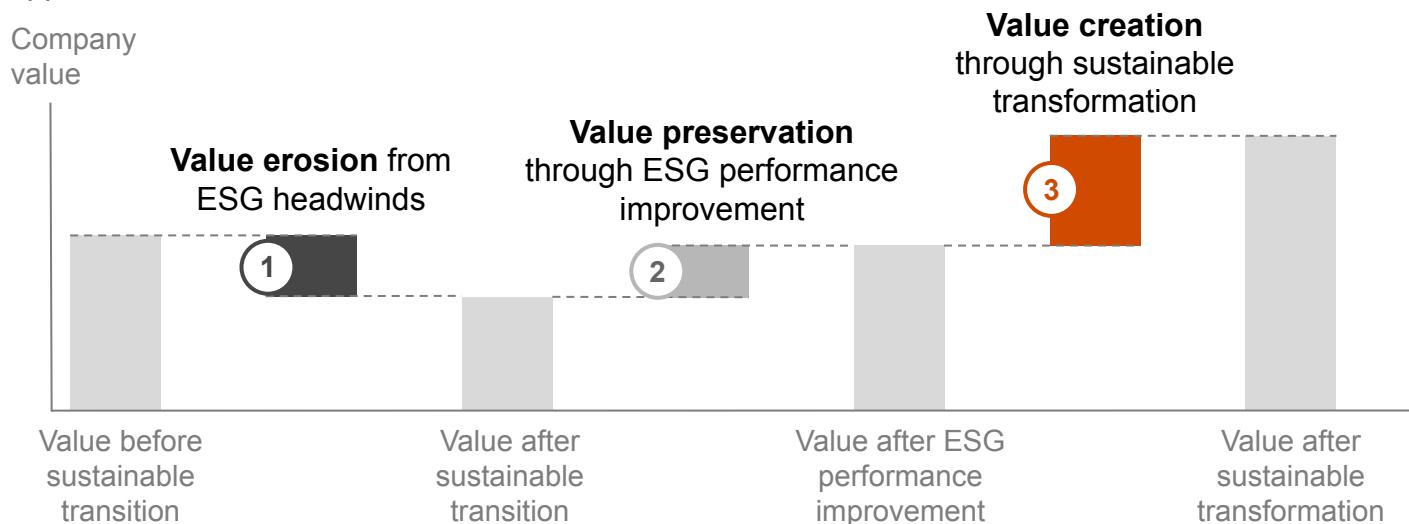 Company
value
Value erosion from
ESG headwinds
1
Value preservation
through ESG performance
improvement
2
Value creation
through sustainable
transformation
3
Value before
sustainable
transition
Value after
sustainable
transition
Value after ESG
performance
improvement
Value after
sustainable
transformation